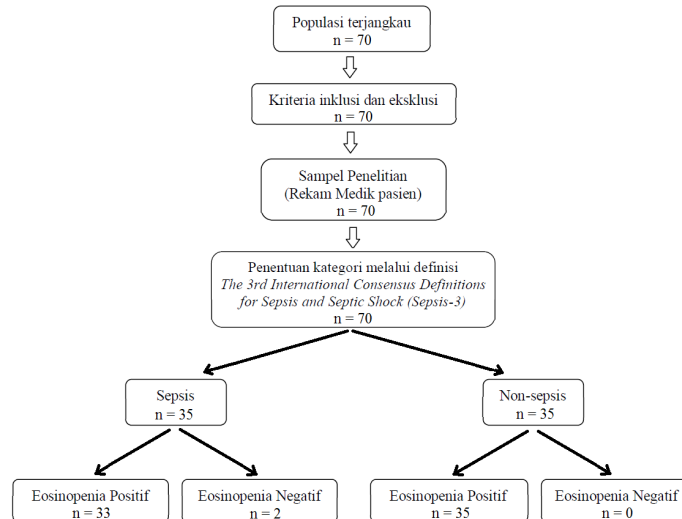 Populasi terjangkau
n = 70
Kriteria inklusi dan eksklusi
n = 70
Sampel Penelitian
(Rekam Medik pasien)
n = 70
Penentuan kategori melalui definisi
The 3rd International Consensus Definitions
for Sepsis and Septic Shock (Sepsis-3)
n = 70
Sepsis
n = 35
Non-sepsis
n = 35
Eosinopenia Positif
n = 33
Eosinopenia Negatif
n = 2
Eosinopenia Positif
n = 35
Eosinopenia Negatif
n = 0